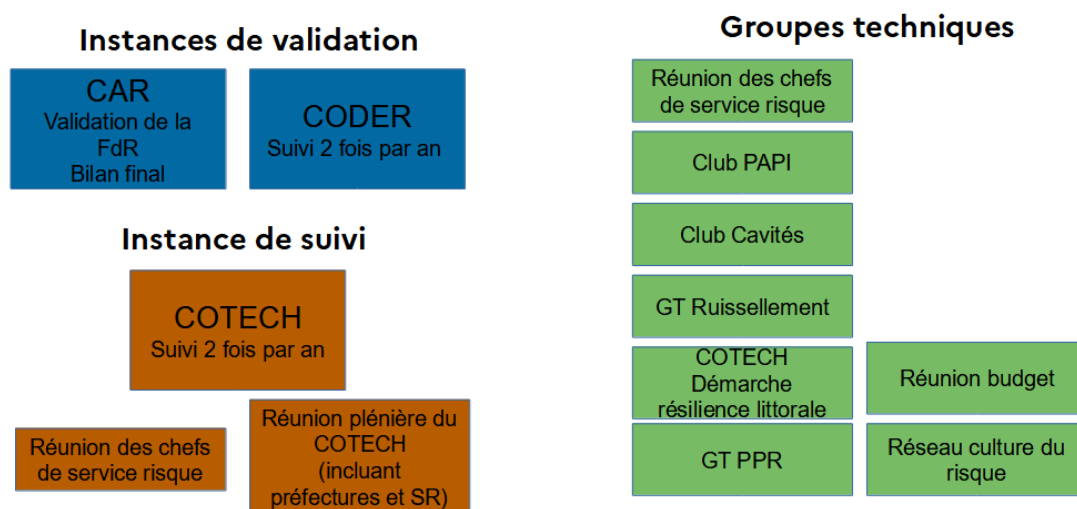 Instances de validation
CAR
Validation de la
FdR
Bilan final
CODER
Suivi 2 fois par an
Instance de suivi
COTECH
Suivi 2 fois par an
Réunion des chefs
de service risque
Réunion plénière du
COTECH
(incluant
préfectures et SR)
Groupes techniques
Réunion des chefs
de service risque
Club PAPI
Club Cavités
GT Ruissellement
COTECH
Démarche
résilience littorale
Réunion budget
GT PPR
Réseau culture du
risque